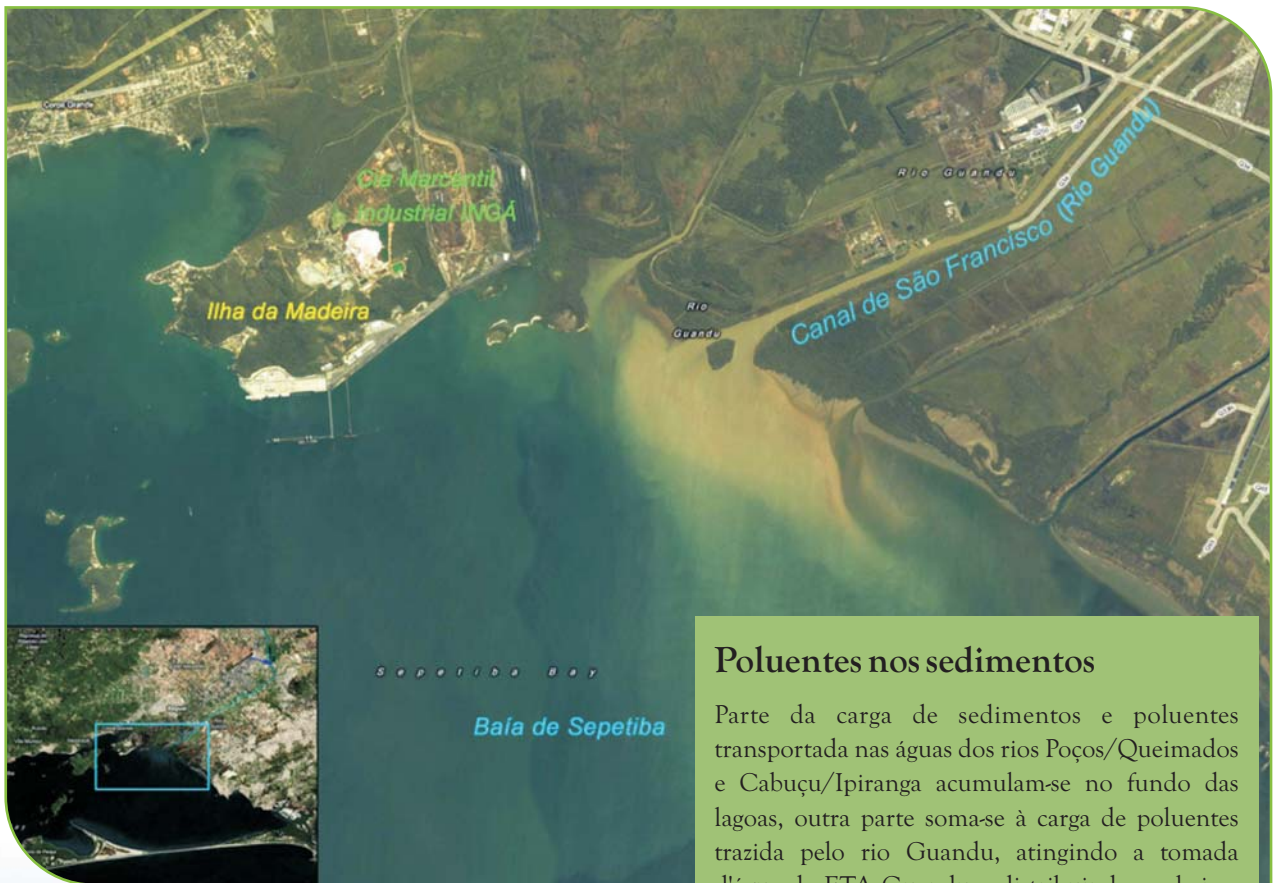 Coroa Grande
Cia Mercantil
Industrial INGÁ
Ilha da Madeira
Rio Guandu
Rio
Guandu
Canal de São Francisco (Rio Guandu)
Sepetiba Bay
Baía de Sepetiba
Poluentes nos sedimentos
Parte da carga de sedimentos e poluentes
transportada nas águas dos rios Poços/Queimados
e Cabuçu/Ipiranga acumulam-se no fundo das
lagoas, outra parte soma-se à carga de poluentes
trazida pelo rio Guandu, atingindo a tomada